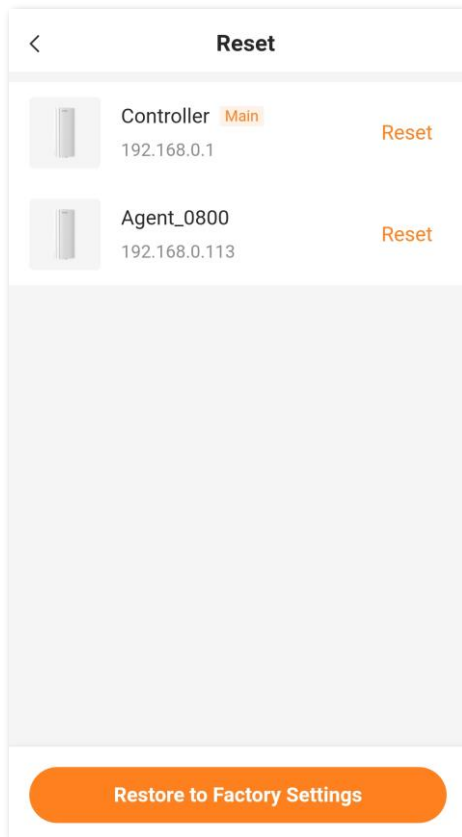 Reset
Controller Main
192.168.0.1
Reset
Agent_0800
192.168.0.113
Reset
Restore to Factory Settings